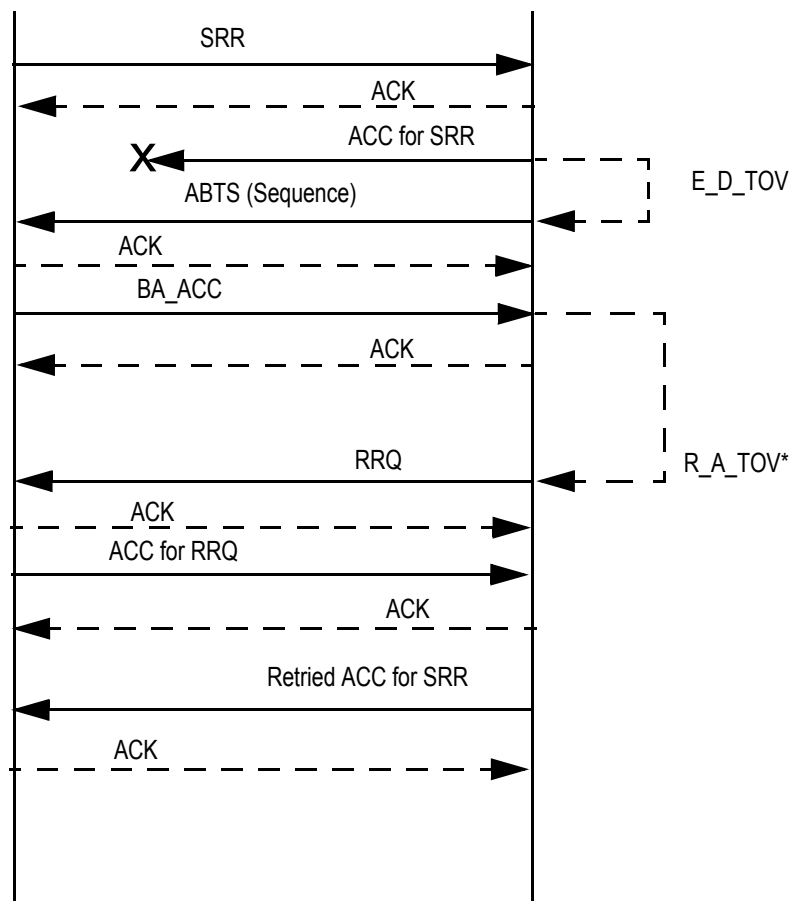 SRR
ACK
ACC for SRR
X
E_D_TOV
ABTS (Sequence)
ACK
BA_ACC
ACK
RRQ
R_A_TOV*
ACK
ACC for RRQ
ACK
Retried ACC for SRR
ACK